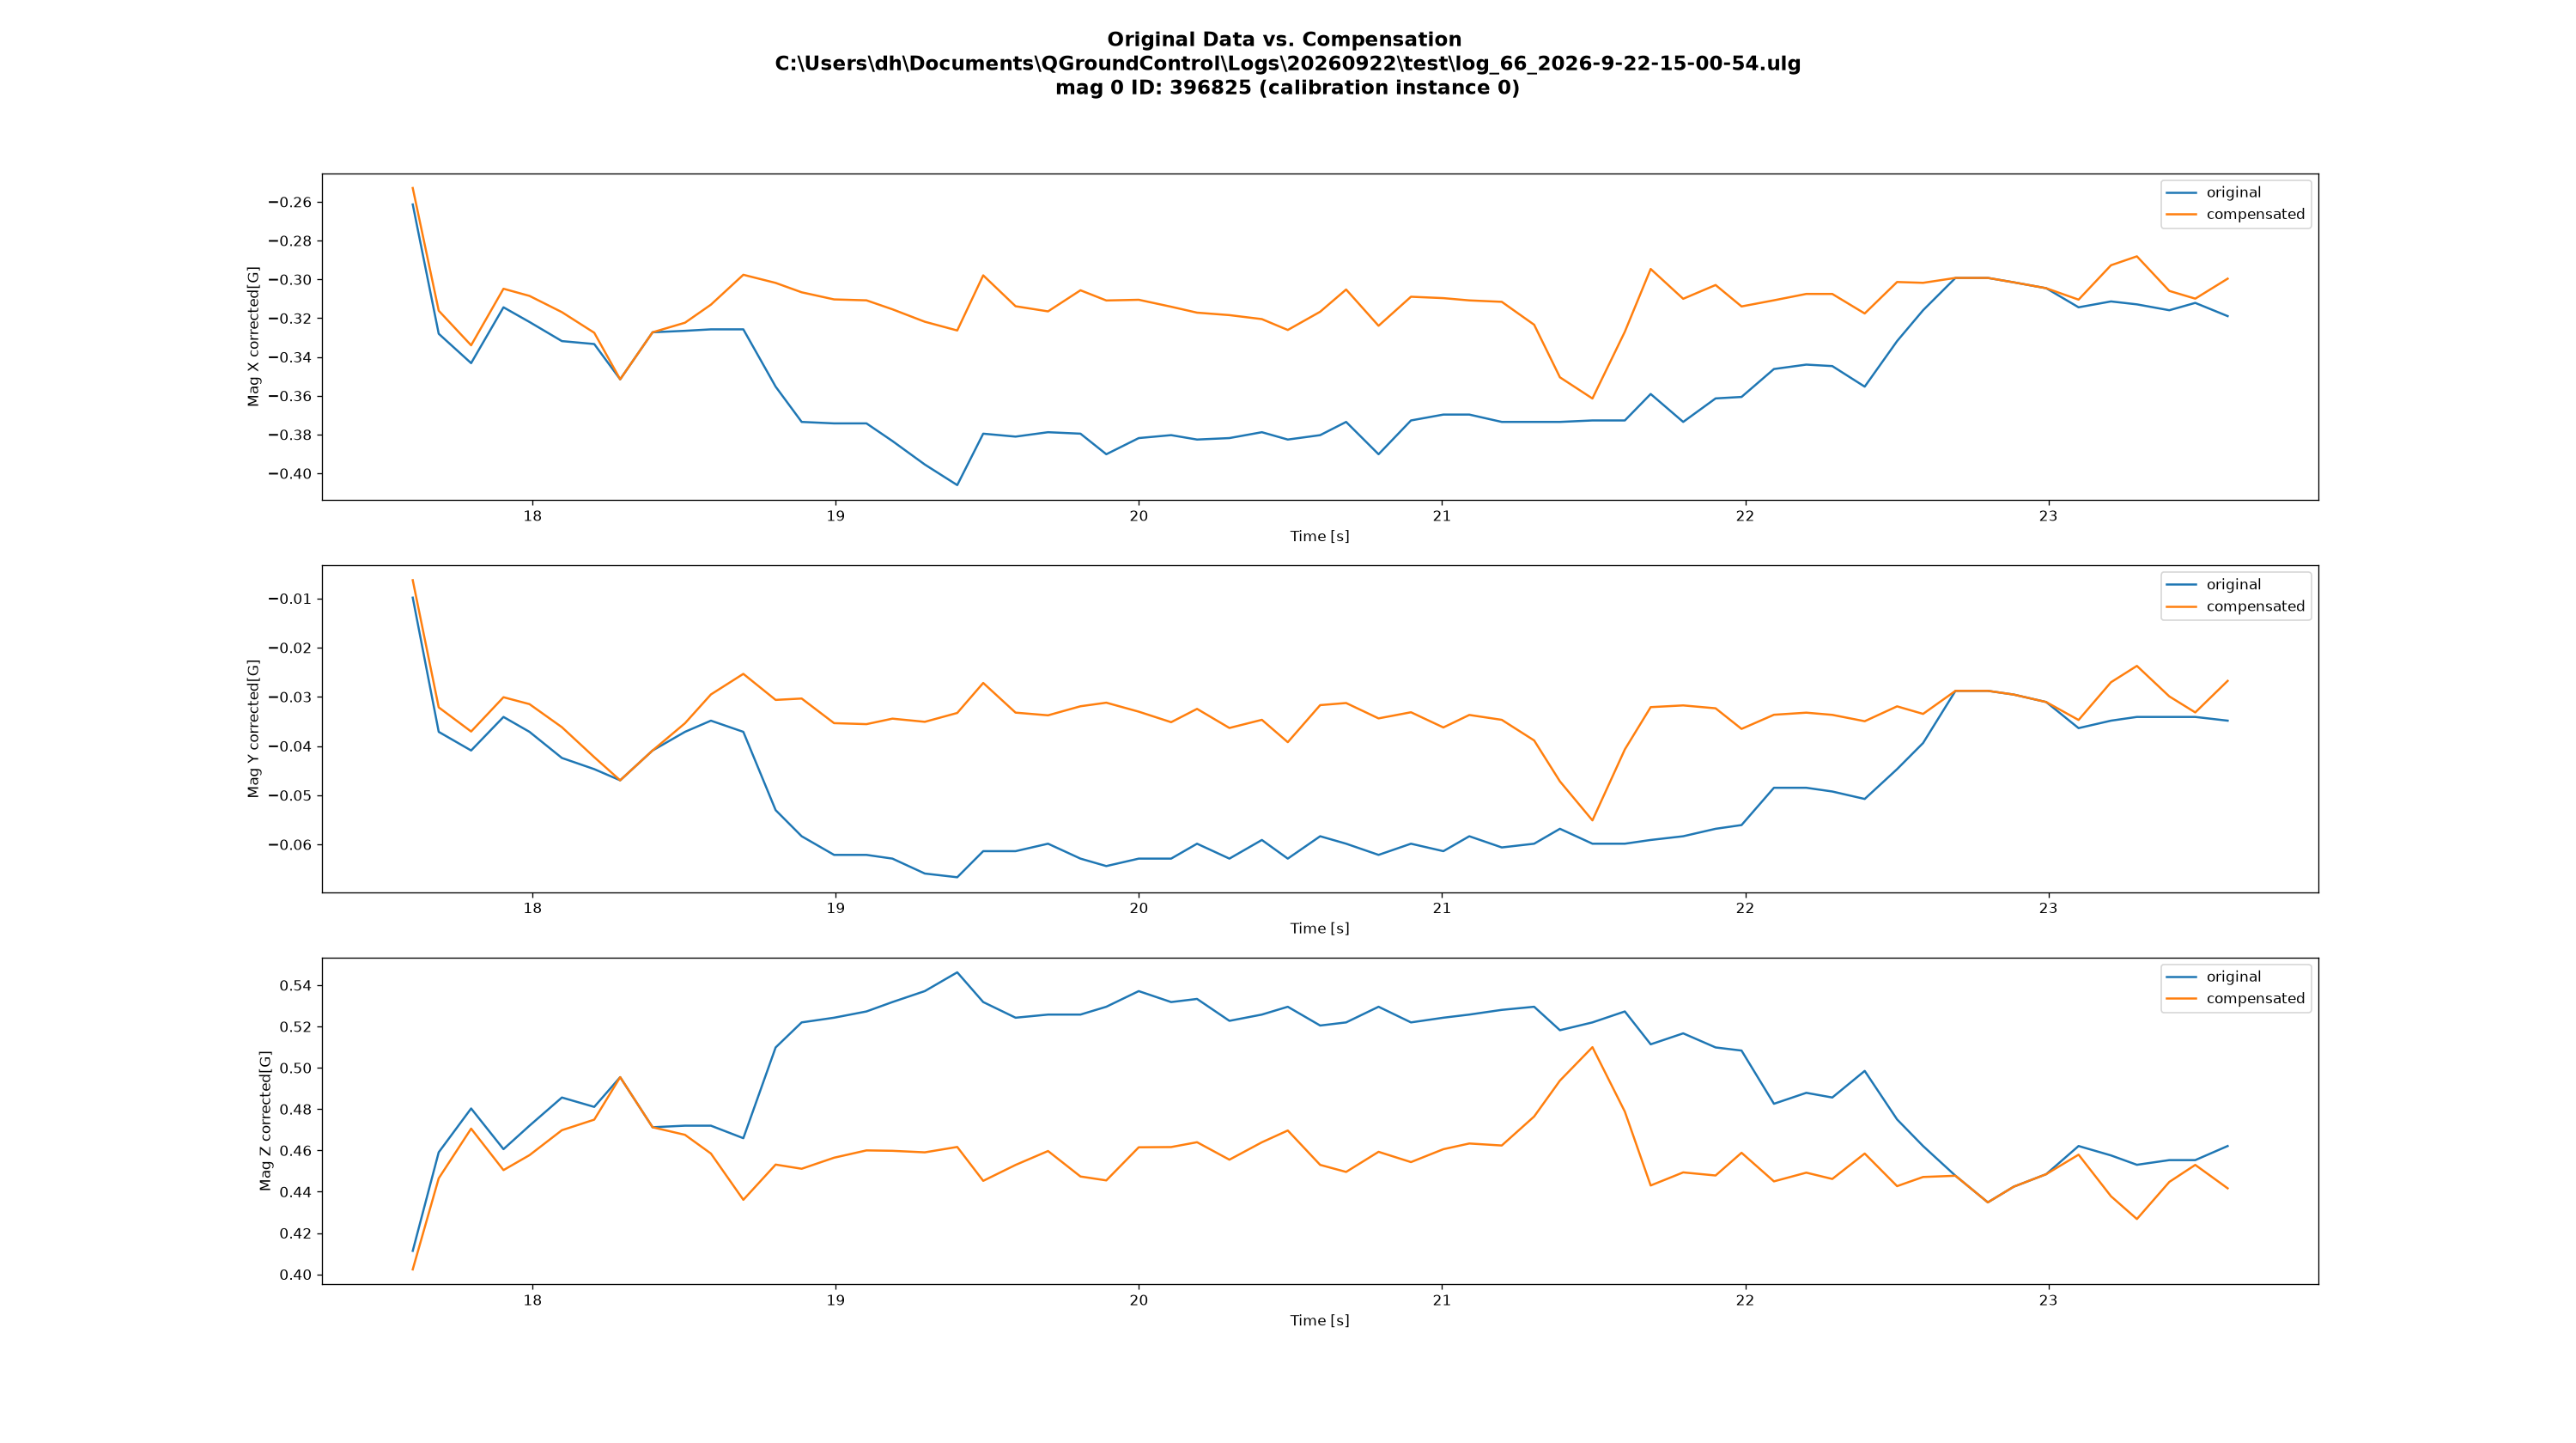 Original Data vs. Compensation
C:\Users\dh\Documents\QGroundControl\Logs\20260922\test\log_66_2026-9-22-15-00-54.ulg
mag 0 ID: 396825 (calibration instance 0)
original
compensated
−0.26
−0.28
−0.30
−0.32
−0.34
−0.36
−0.38
−0.40
Mag X corrected[G]
18 19 20 21 22 23
Time [s]
original
compensated
−0.01
−0.02
−0.03
−0.04
−0.05
−0.06
Mag Y corrected[G]
18 19 20 21 22 23
Time [s]
original
compensated
0.54
0.52
0.50
0.48
0.46
0.44
0.42
0.40
Mag Z corrected[G]
18 19 20 21 22 23
Time [s]